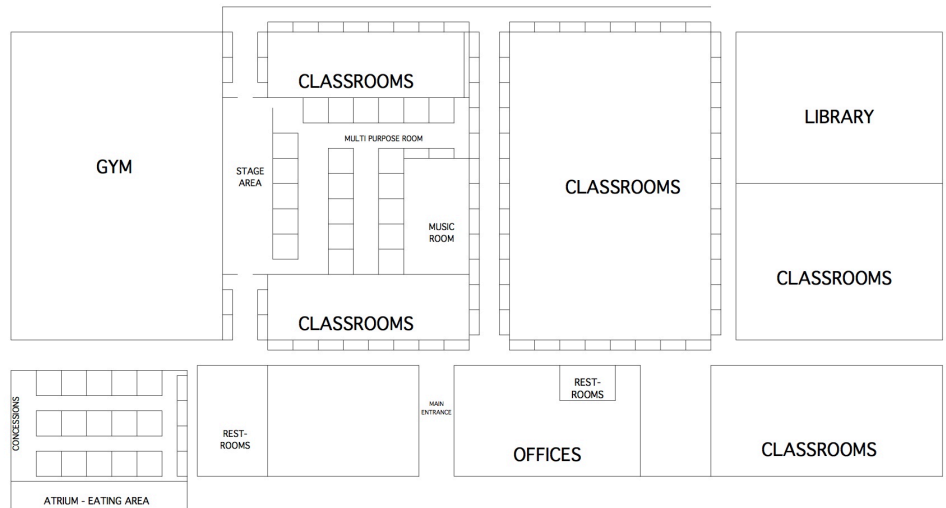 CLASSROOMS
LIBRARY
MULTI PURPOSE ROOM
GYM
STAGE
AREA
CLASSROOMS
MUSIC
ROOM
CLASSROOMS
CLASSROOMS
REST-
ROOMS
MAIN
ENTRANCE
CONCESSIONS
REST-
ROOMS
OFFICES
CLASSROOMS
ATRIUM - EATING AREA